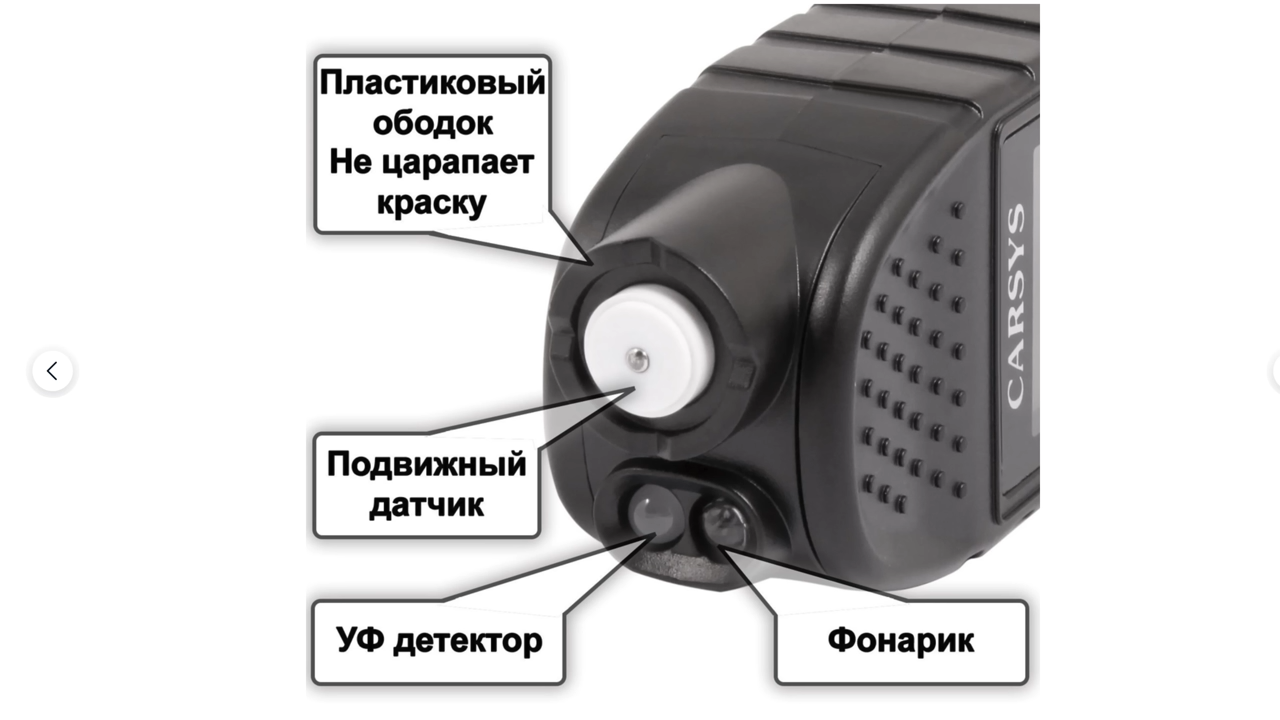 Пластиковый
ободок
Не царапает
краску
CARSYS
Подвижный
датчик
УФ детектор
Фонарик